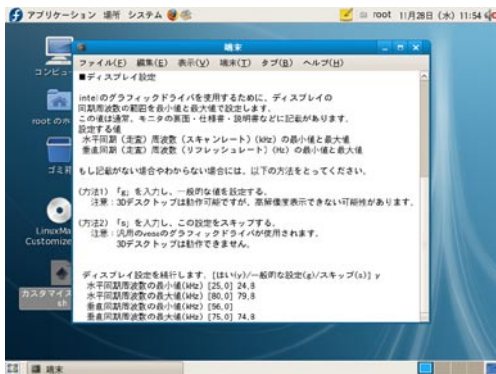 アプリケーション 場所 システム
root 11月28日 (水) 11:54
端末
ファイル(F) 編集(E) 表示(V) 端末(T) タブ(B) ヘルプ(H)
■ディスプレイ設定
intelのグラフィックドライバを使用するために、ディスプレイの
同期周波数の範囲を最小値と最大値で設定します。
この値は通常、モニタの裏面・仕様書・説明書などに記載があります。
設定する値
水平同期（走査）周波数（スキャンレート）(kHz) の最小値と最大値
垂直同期（走査）周波数（リフレッシュレート）(Hz) の最小値と最大値
もし記載がない場合やわからない場合には、以下の方法をとってください。
(方法1) 「g」を入力し、一般的な値を設定する。
注意：3Dデスクトップは動作可能ですが、高解像度表示できない可能性があります。
(方法2) 「s」を入力し、この設定をスキップする。
注意：汎用のvesaのグラフィックドライバが使用されます。
3Dデスクトップは動作できません。
ディスプレイ設定を続行します。[はい(y)/一般的な設定(g)/スキップ(s)] y
水平同期周波数の最小値(kHz) [25,0] 24,8
水平同期周波数の最大値(kHz) [80,0] 79,8
垂直同期周波数の最小値(Hz) [56,0]
垂直同期周波数の最大値(Hz) [75,0] 74,8
コンピュ
root のホ
ゴミ箱
LinuxMa
Customize
カスタマイズ
sh
端末